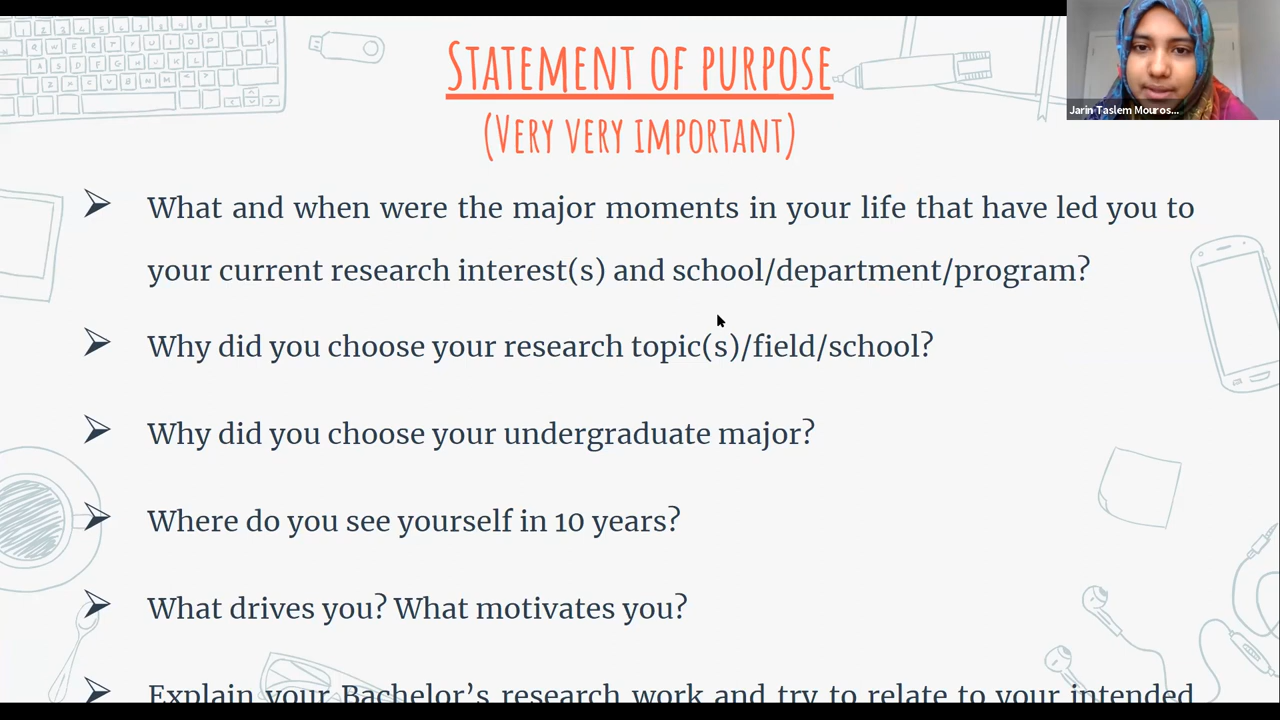 STATEMENT OF PURPOSE
(VERY VERY IMPORTANT)
Jarin Taslem Mouros...
What and when were the major moments in your life that have led you to
your current research interest(s) and school/department/program?
Why did you choose your research topic(s)/field/school?
Why did you choose your undergraduate major?
Where do you see yourself in 10 years?
What drives you? What motivates you?
Explain your Bachelor's research work and try to relate to your intended